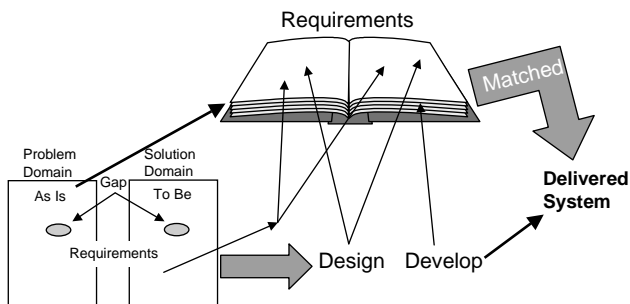 Requirements
Matched
Problem
Domain
Solution
Domain
Gap
As Is
To Be
Delivered
System
Requirements
Design
Develop